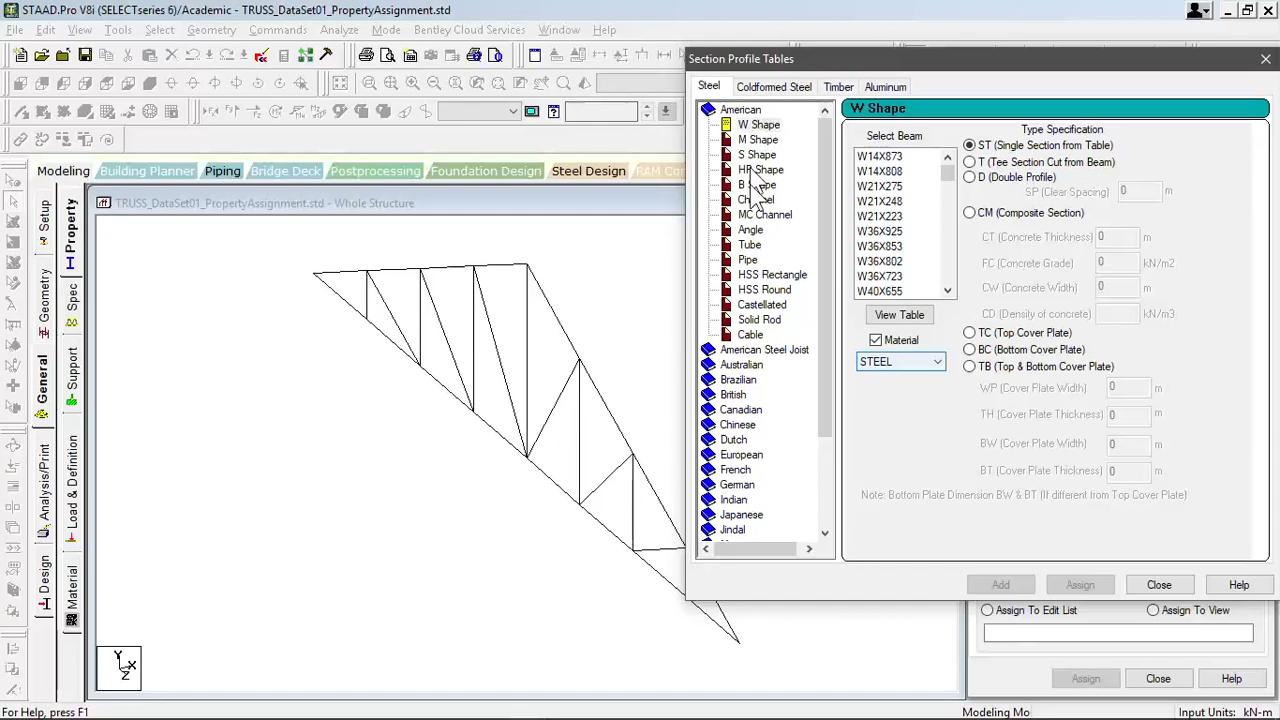 STAAD.Pro V8i (SELECTseries 6)/Academic - TRUSS_DataSet01_PropertyAssignment.std
File Edit View Tools Select Geometry Commands Analyze Mode Bentley Cloud Services Window Help
Modeling Building Planner Piping Bridge Deck Postprocessing Foundation Design Steel Design RAM Con
TRUSS_DataSet01_PropertyAssignment.std - Whole Structure
Setup
Geometry
General
Analysis/Print
Design
Property
Spec
Support
Load & Definition
Material
Y
X
Z
Section Profile Tables
Steel Coldformed Steel Timber Aluminum
American
W Shape
M Shape
S Shape
HP Shape
MC Channel
Angle
Tube
Pipe
HSS Rectangle
HSS Round
Castellated
Solid Rod
Cable
American Steel Joist
Australian
Brazilian
British
Canadian
Chinese
Dutch
European
French
German
Indian
Japanese
Jindal
W Shape
Select Beam
W14X873
W14X808
W21X275
W21X248
W21X223
W36X925
W36X853
W36X802
W36X723
W40X655
View Table
Material
STEEL
Type Specification
ST (Single Section from Table)
T (Tee Section Cut from Beam)
D (Double Profile)
SP (Clear Spacing) 0 m
CM (Composite Section)
CT (Concrete Thickness) 0 m
FC (Concrete Grade) 0 kN/m2
CW (Concrete Width) 0 m
CD (Density of concrete) kN/m3
TC (Top Cover Plate)
BC (Bottom Cover Plate)
TB (Top & Bottom Cover Plate)
WP (Cover Plate Width) 0 m
TH (Cover Plate Thickness) 0 m
BW (Cover Plate Width) 0 m
BT (Cover Plate Thickness) 0 m
Note: Bottom Plate Dimension BW & BT (If different from Top Cover Plate)
Add Assign Close Help
Assign To Edit List Assign To View
Assign Close Help
For Help, press F1 Modeling Mo Input Units: kN-m